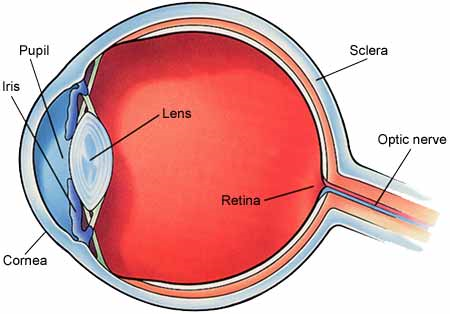 Pupil
Sclera
Iris
Lens
Optic nerve
Retina
Cornea